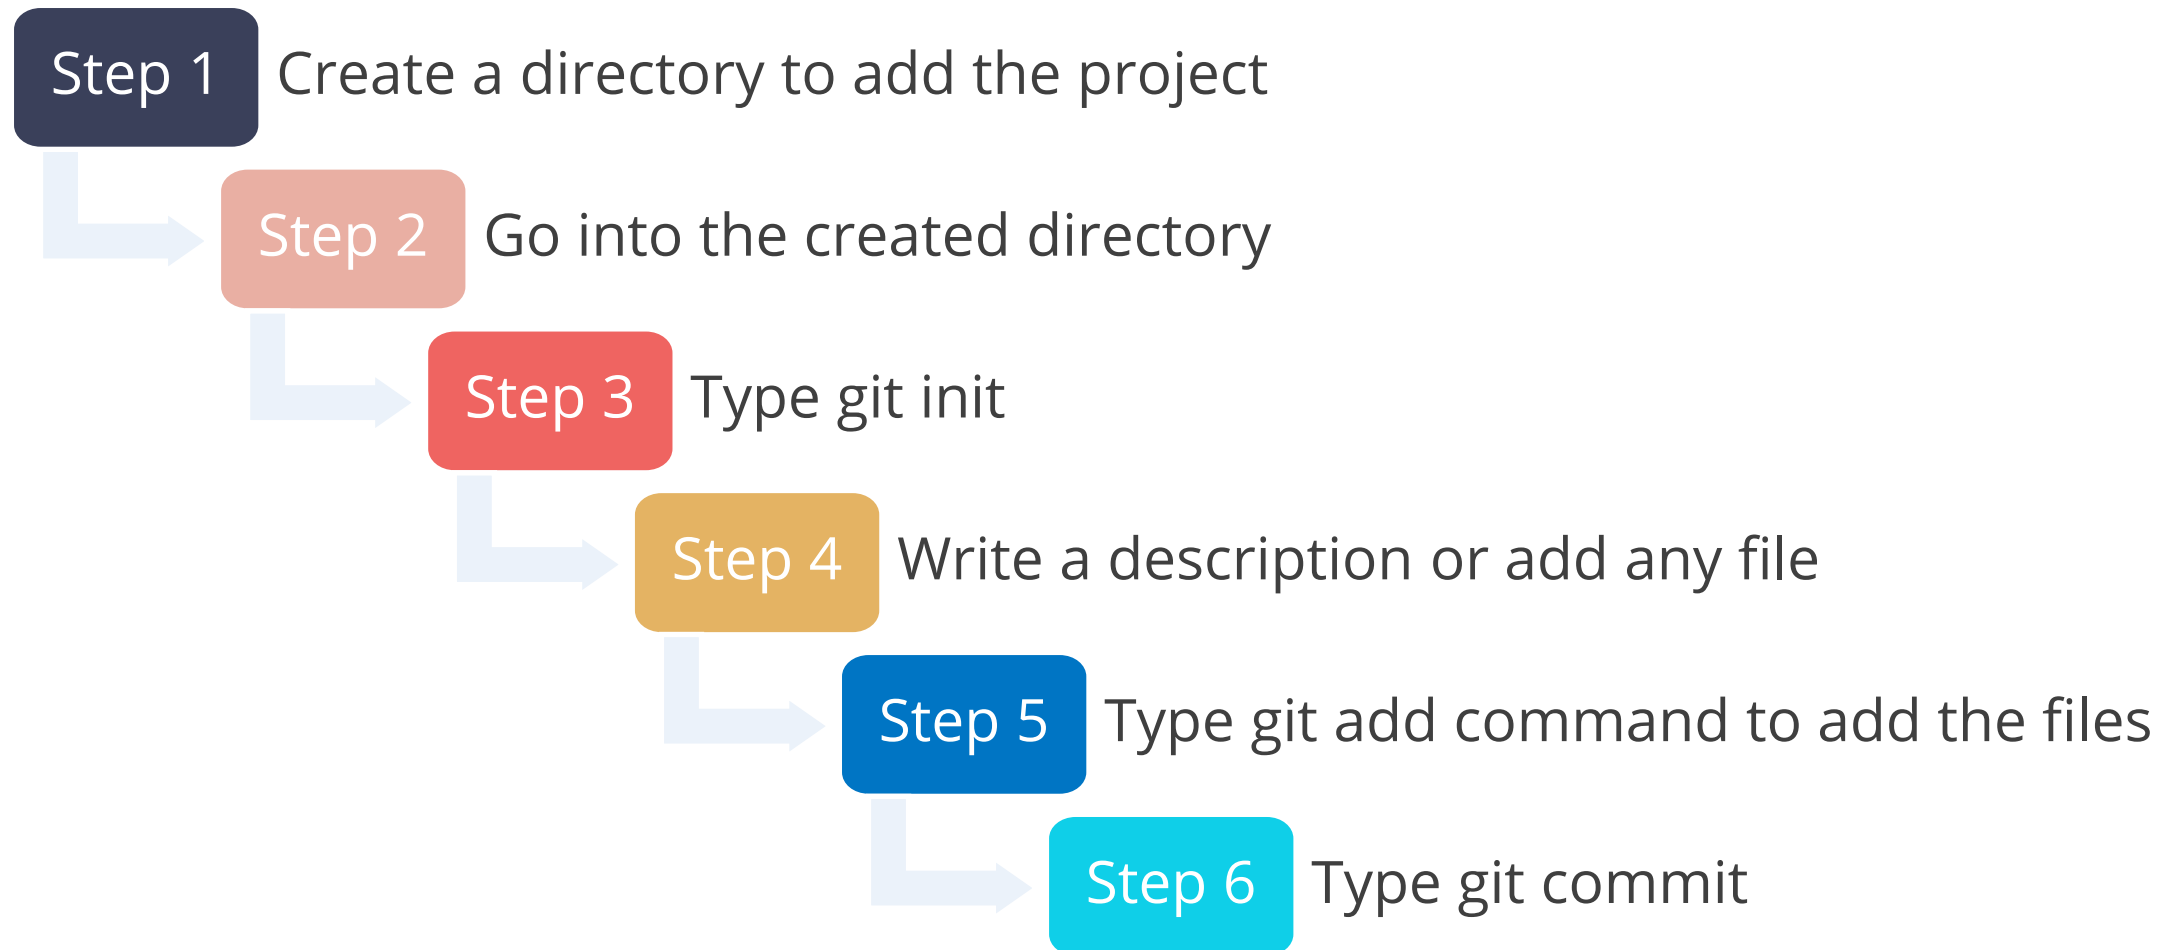 Step 1 Create a directory to add the project
Step 2 Go into the created directory
Step 3 Type git init
Step 4 Write a description or add any file
Step 5 Type git add command to add the files
Step 6 Type git commit